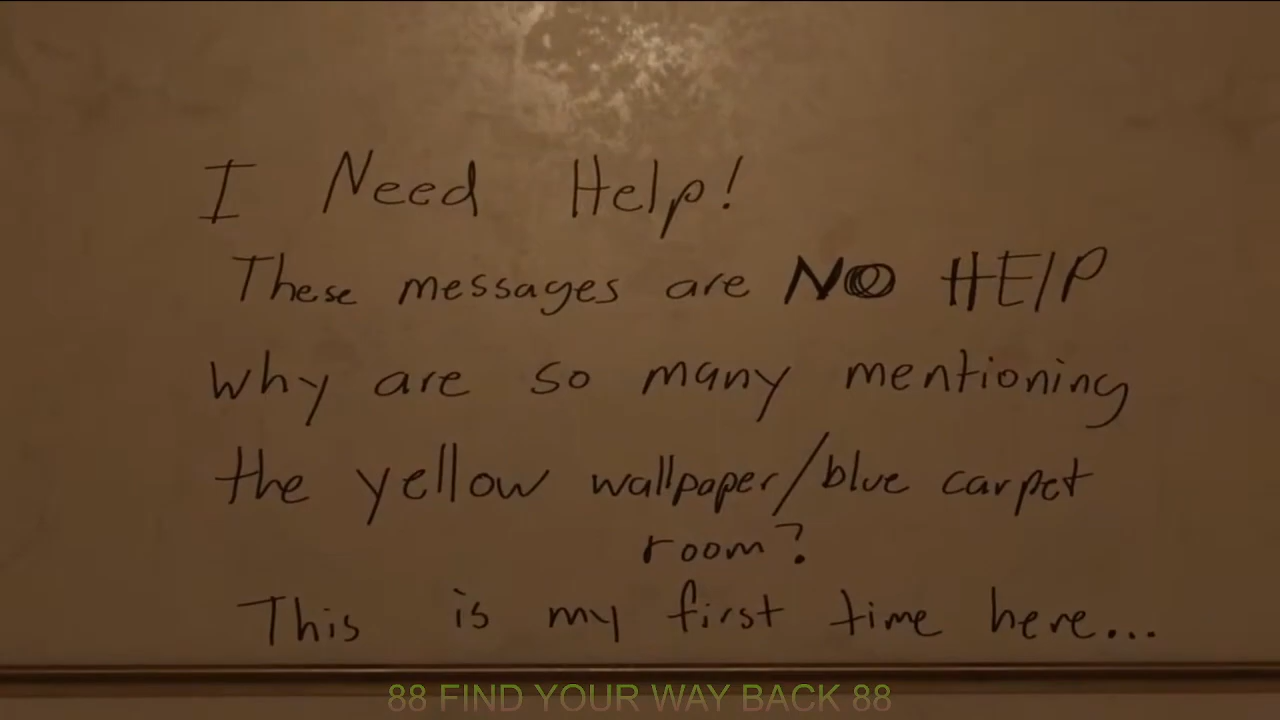 I Need Help!
These messages are NO HElP
why are so many mentioning
the yellow wallpaper/blue carpet
room?
This is my first time here...
88 FIND YOUR WAY BACK 88